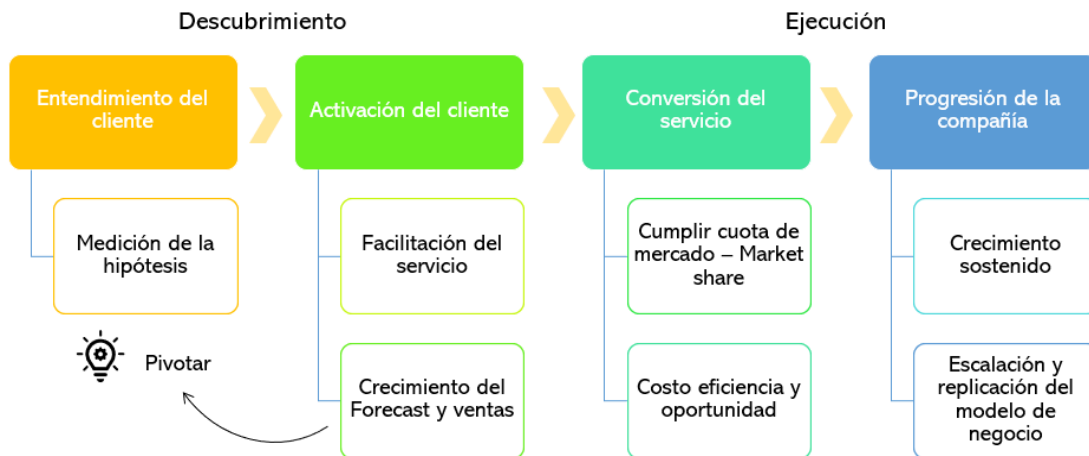 Descubrimiento
Ejecución
Entendimiento del
cliente
Activación del cliente
Conversión del
servicio
Progresión de la
compañía
Medición de la
hipótesis
Facilitación del
servicio
Cumplir cuota de
mercado – Market
share
Crecimiento
sostenido
Pivotar
Crecimiento del
Forecast y ventas
Costo eficiencia y
oportunidad
Escalación y
replicación del
modelo de
negocio